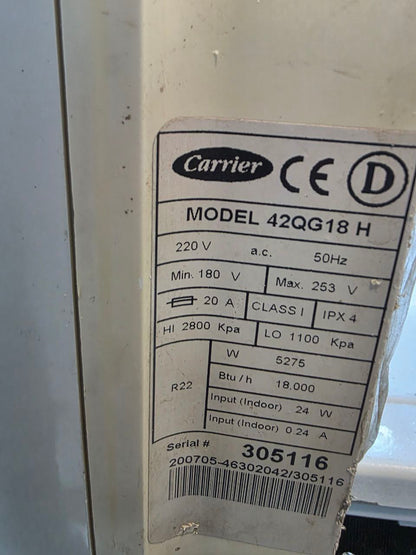 Carrier CE D
MODEL 42QG18 H
220 V a.c. 50Hz
Min. 180 V Max. 253 V
20 A CLASS I IPX 4
HI 2800 Kpa LO 1100 Kpa
W 5275
R22 Btu / h 18.000
Input (Indoor) 24 W
Input (Indoor) 0.24 A
Serial # 305116
200705-46302042/305116